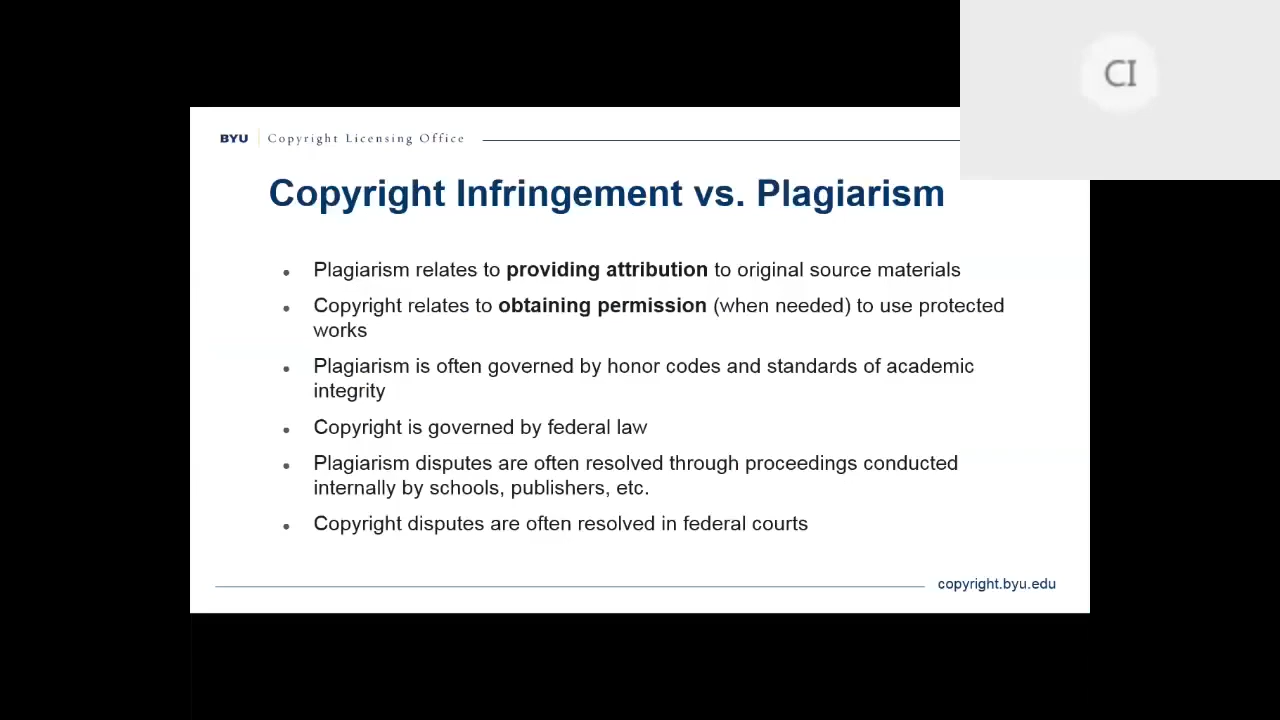 CI
BYU Copyright Licensing Office
Copyright Infringement vs. Plagiarism
• Plagiarism relates to providing attribution to original source materials
• Copyright relates to obtaining permission (when needed) to use protected
works
• Plagiarism is often governed by honor codes and standards of academic
integrity
• Copyright is governed by federal law
• Plagiarism disputes are often resolved through proceedings conducted
internally by schools, publishers, etc.
• Copyright disputes are often resolved in federal courts
copyright.byu.edu